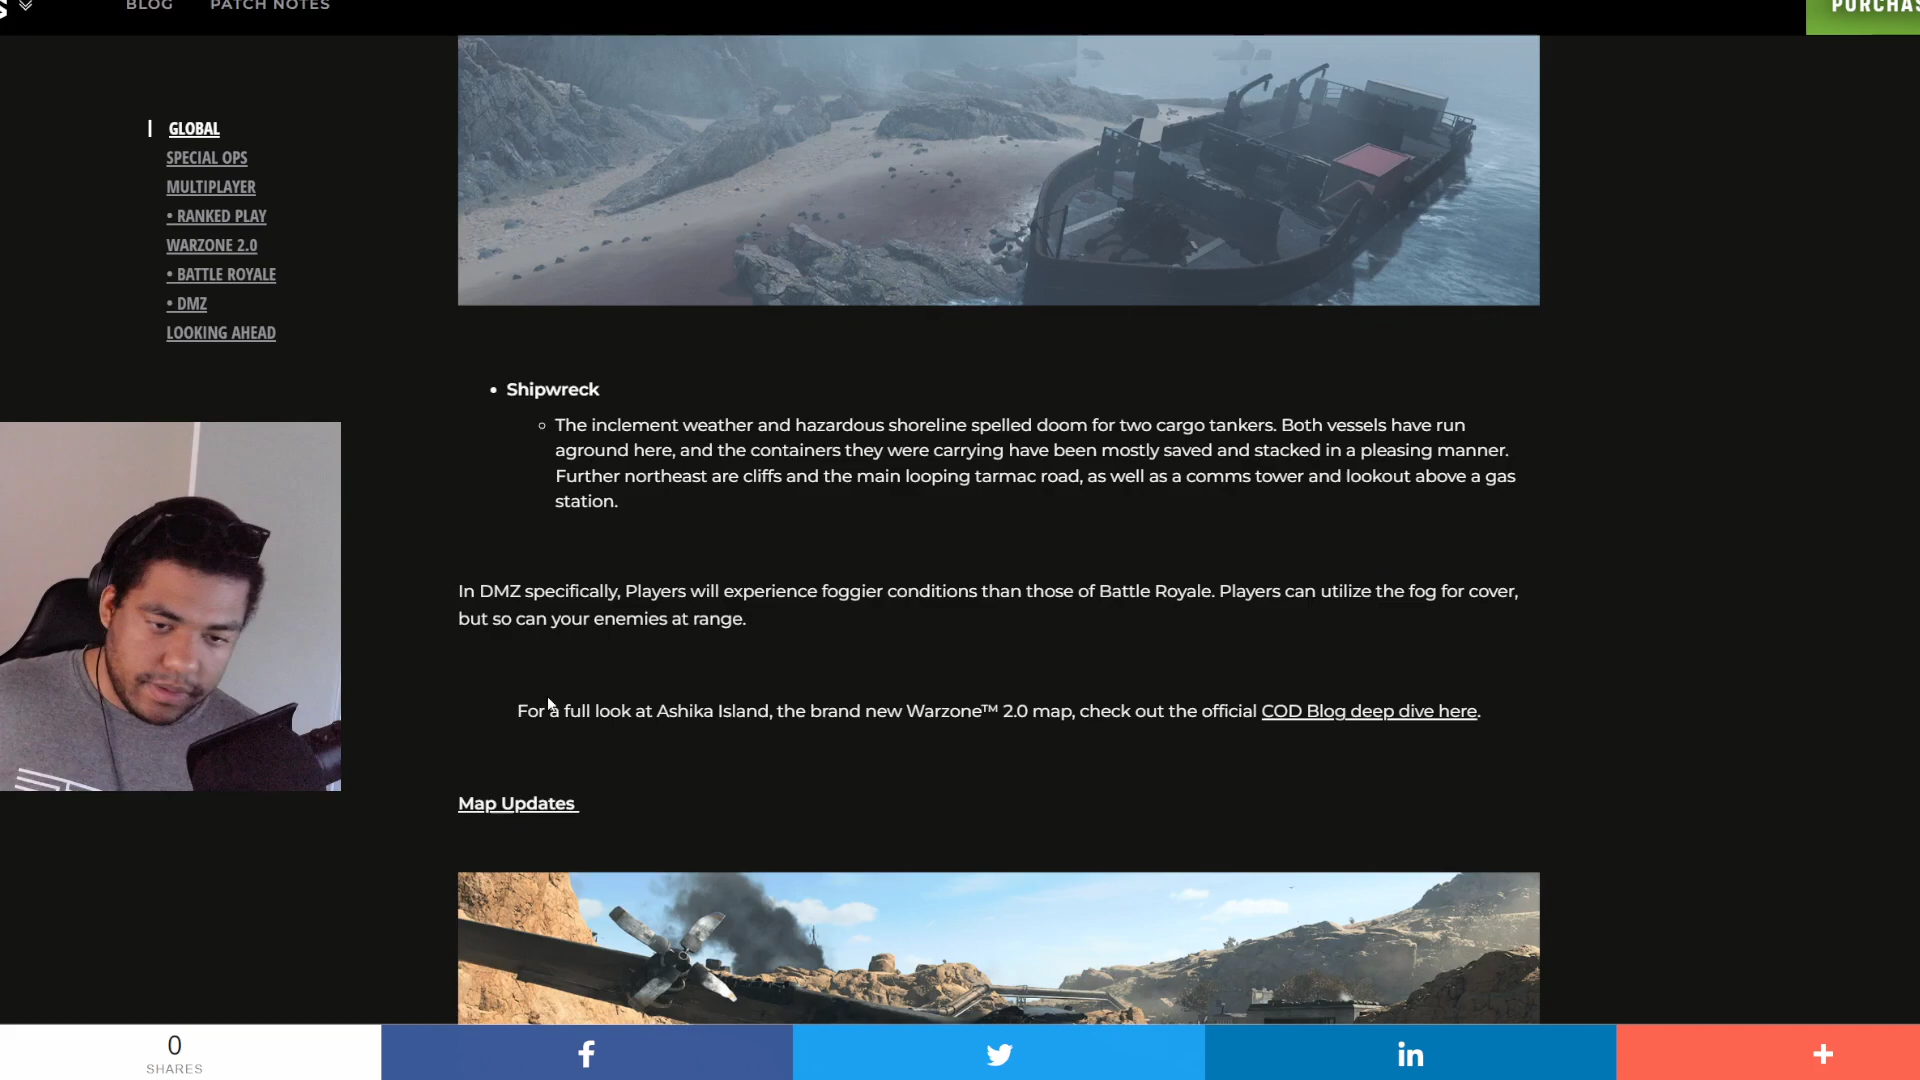 BLOG PATCH NOTES
GLOBAL
SPECIAL OPS
MULTIPLAYER
• RANKED PLAY
WARZONE 2.0
• BATTLE ROYALE
• DMZ
LOOKING AHEAD
• Shipwreck
The inclement weather and hazardous shoreline spelled doom for two cargo tankers. Both vessels have run
aground here, and the containers they were carrying have been mostly saved and stacked in a pleasing manner.
Further northeast are cliffs and the main looping tarmac road, as well as a comms tower and lookout above a gas
station.
In DMZ specifically, Players will experience foggier conditions than those of Battle Royale. Players can utilize the fog for cover,
but so can your enemies at range.
For a full look at Ashika Island, the brand new Warzone™ 2.0 map, check out the official COD Blog deep dive here.
Map Updates
0
SHARES